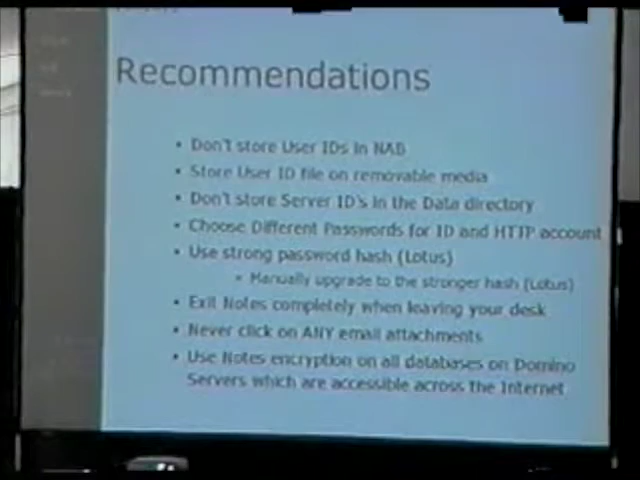 Recommendations
• Don't store User IDs in NAB
• Store User ID file on removable media
• Don't store Server ID's in the Data directory
• Choose Different Passwords for ID and HTTP account
• Use strong password hash (Lotus)
• Manually upgrade to the stronger hash (Lotus)
• Exit Notes completely when leaving your desk
• Never click on ANY email attachments
• Use Notes encryption on all databases on Domino
Servers which are accessible across the Internet